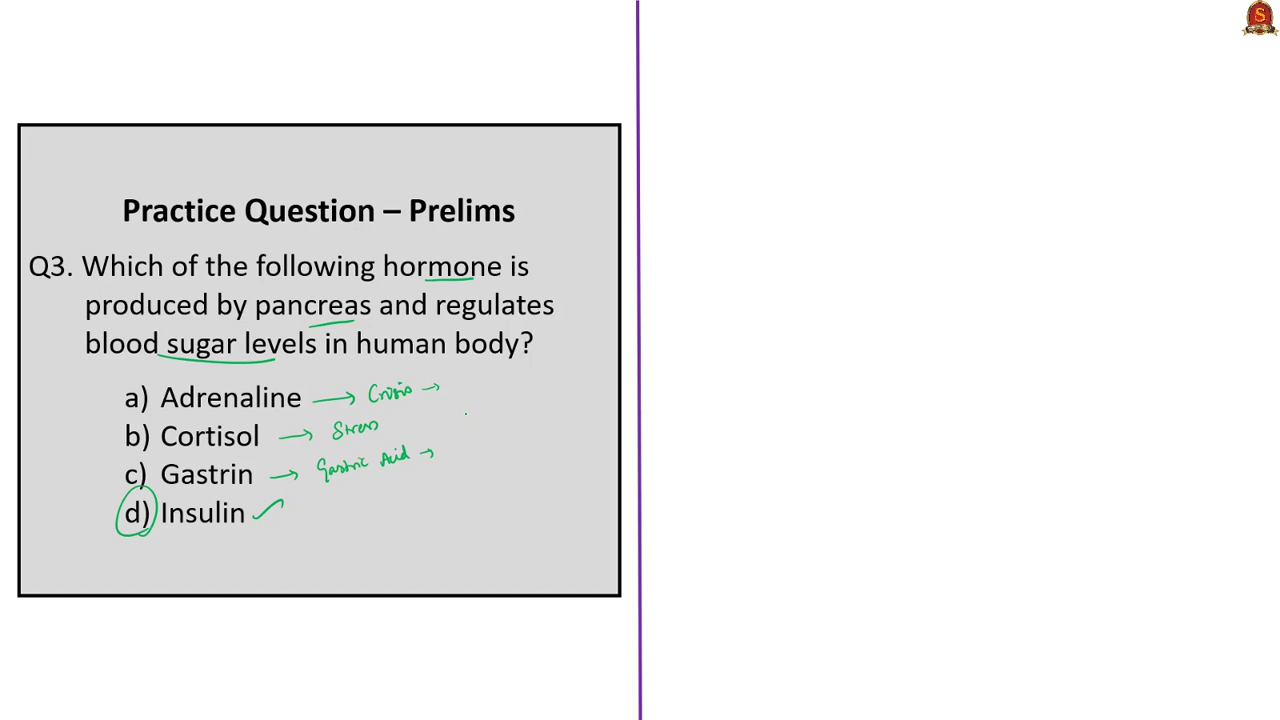 Practice Question – Prelims
Q3. Which of the following hormone is
produced by pancreas and regulates
blood sugar levels in human body?
a) Adrenaline → Crisis →
b) Cortisol → Stress
c) Gastrin → Gastric Acid →
d) Insulin ✓
S